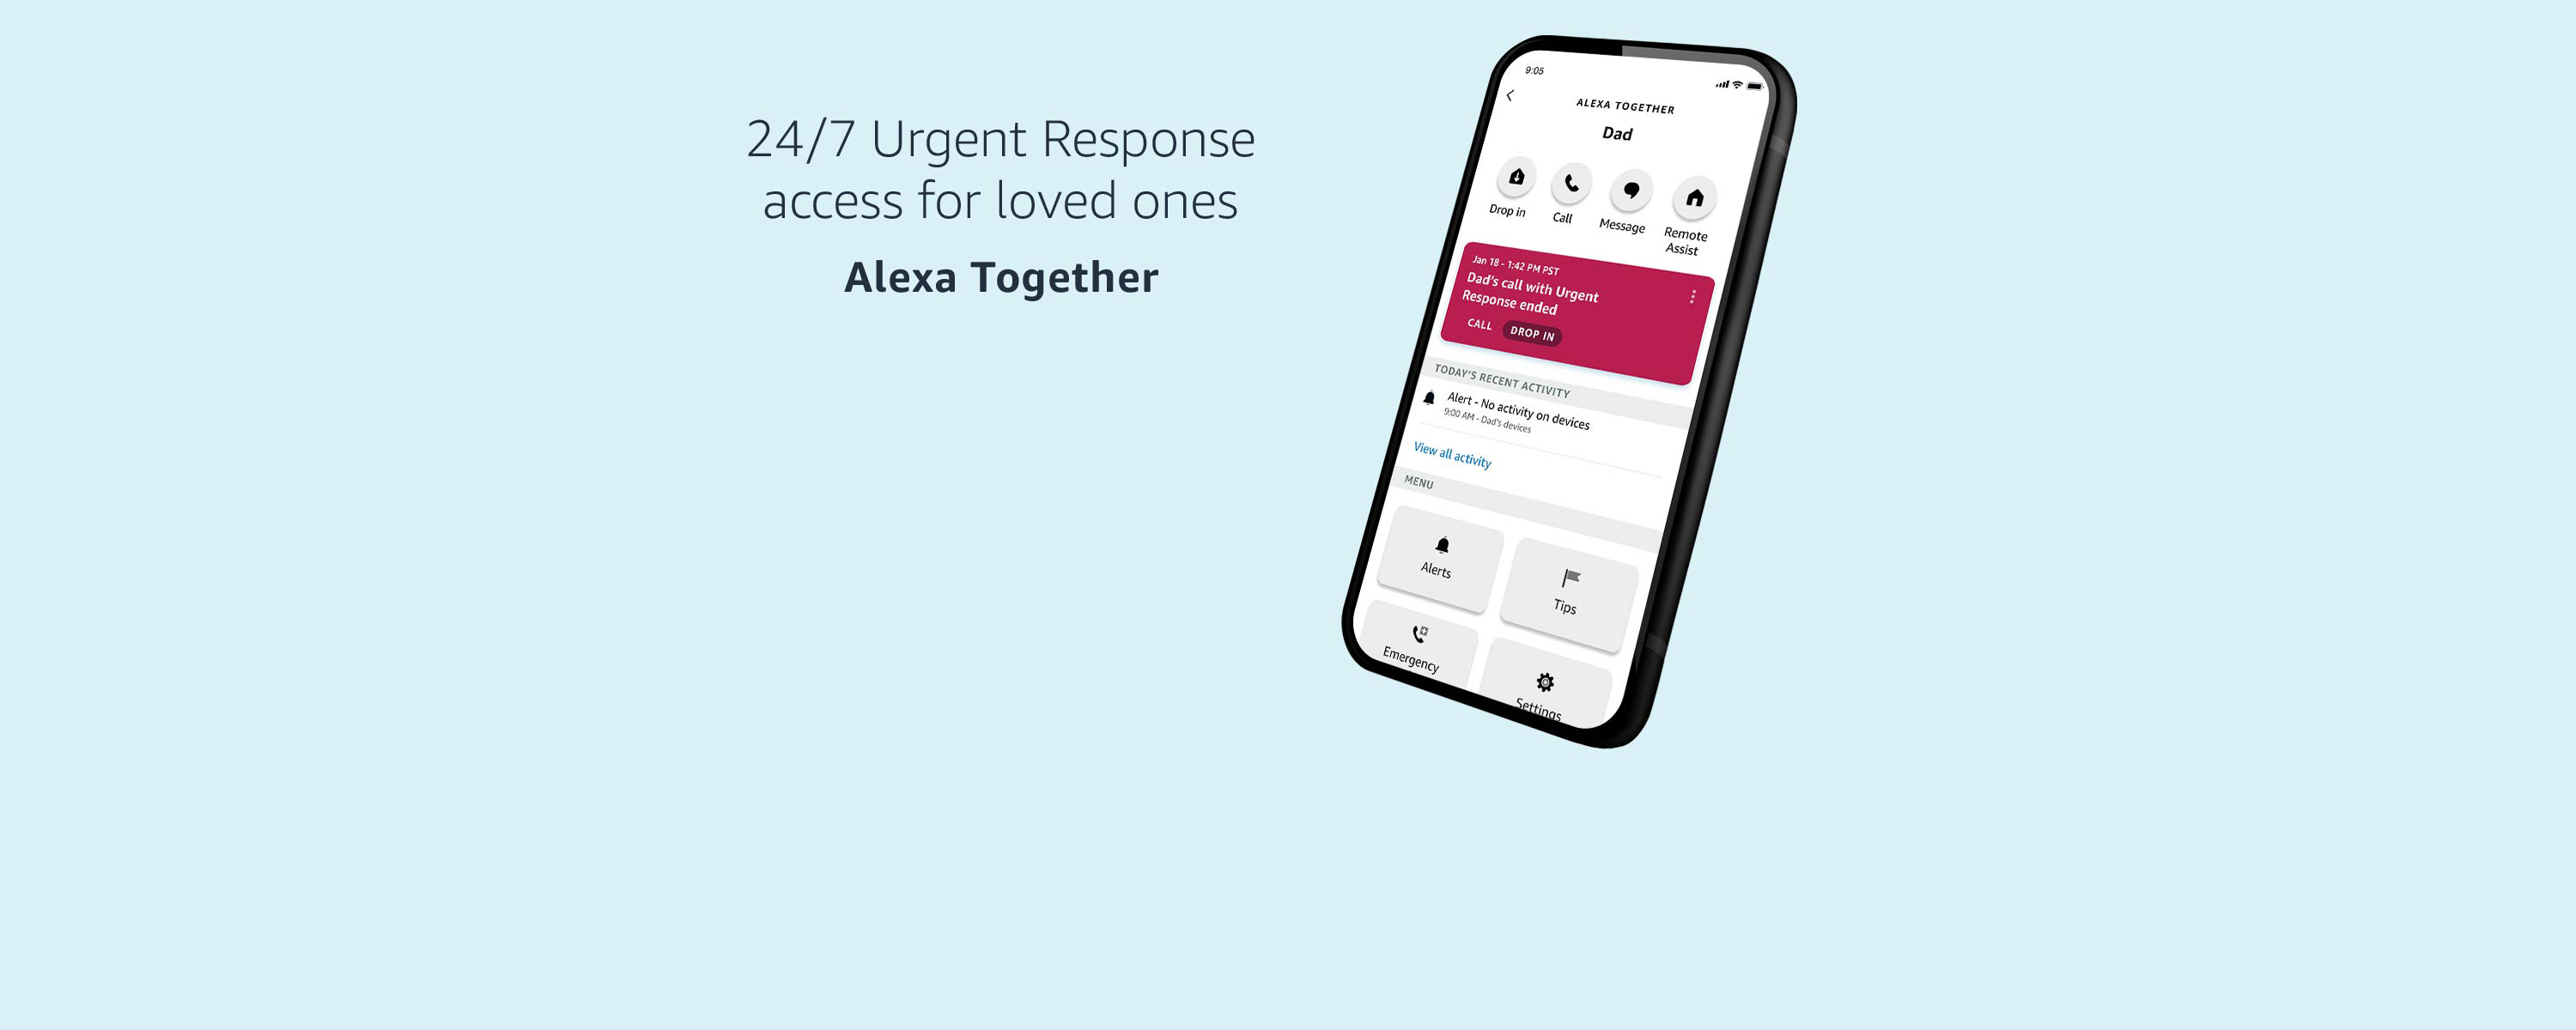 24/7 Urgent Response
access for loved ones
Alexa Together
9:05
ALEXA TOGETHER
Dad
Drop in
Call
Message
Remote
Assist
Jan 18 - 1:42 PM PST
Dad's call with Urgent
Response ended
CALL DROP IN
TODAY'S RECENT ACTIVITY
Alert - No activity on devices
9:00 AM - Dad's devices
View all activity
MENU
Alerts
Tips
Emergency
Settings